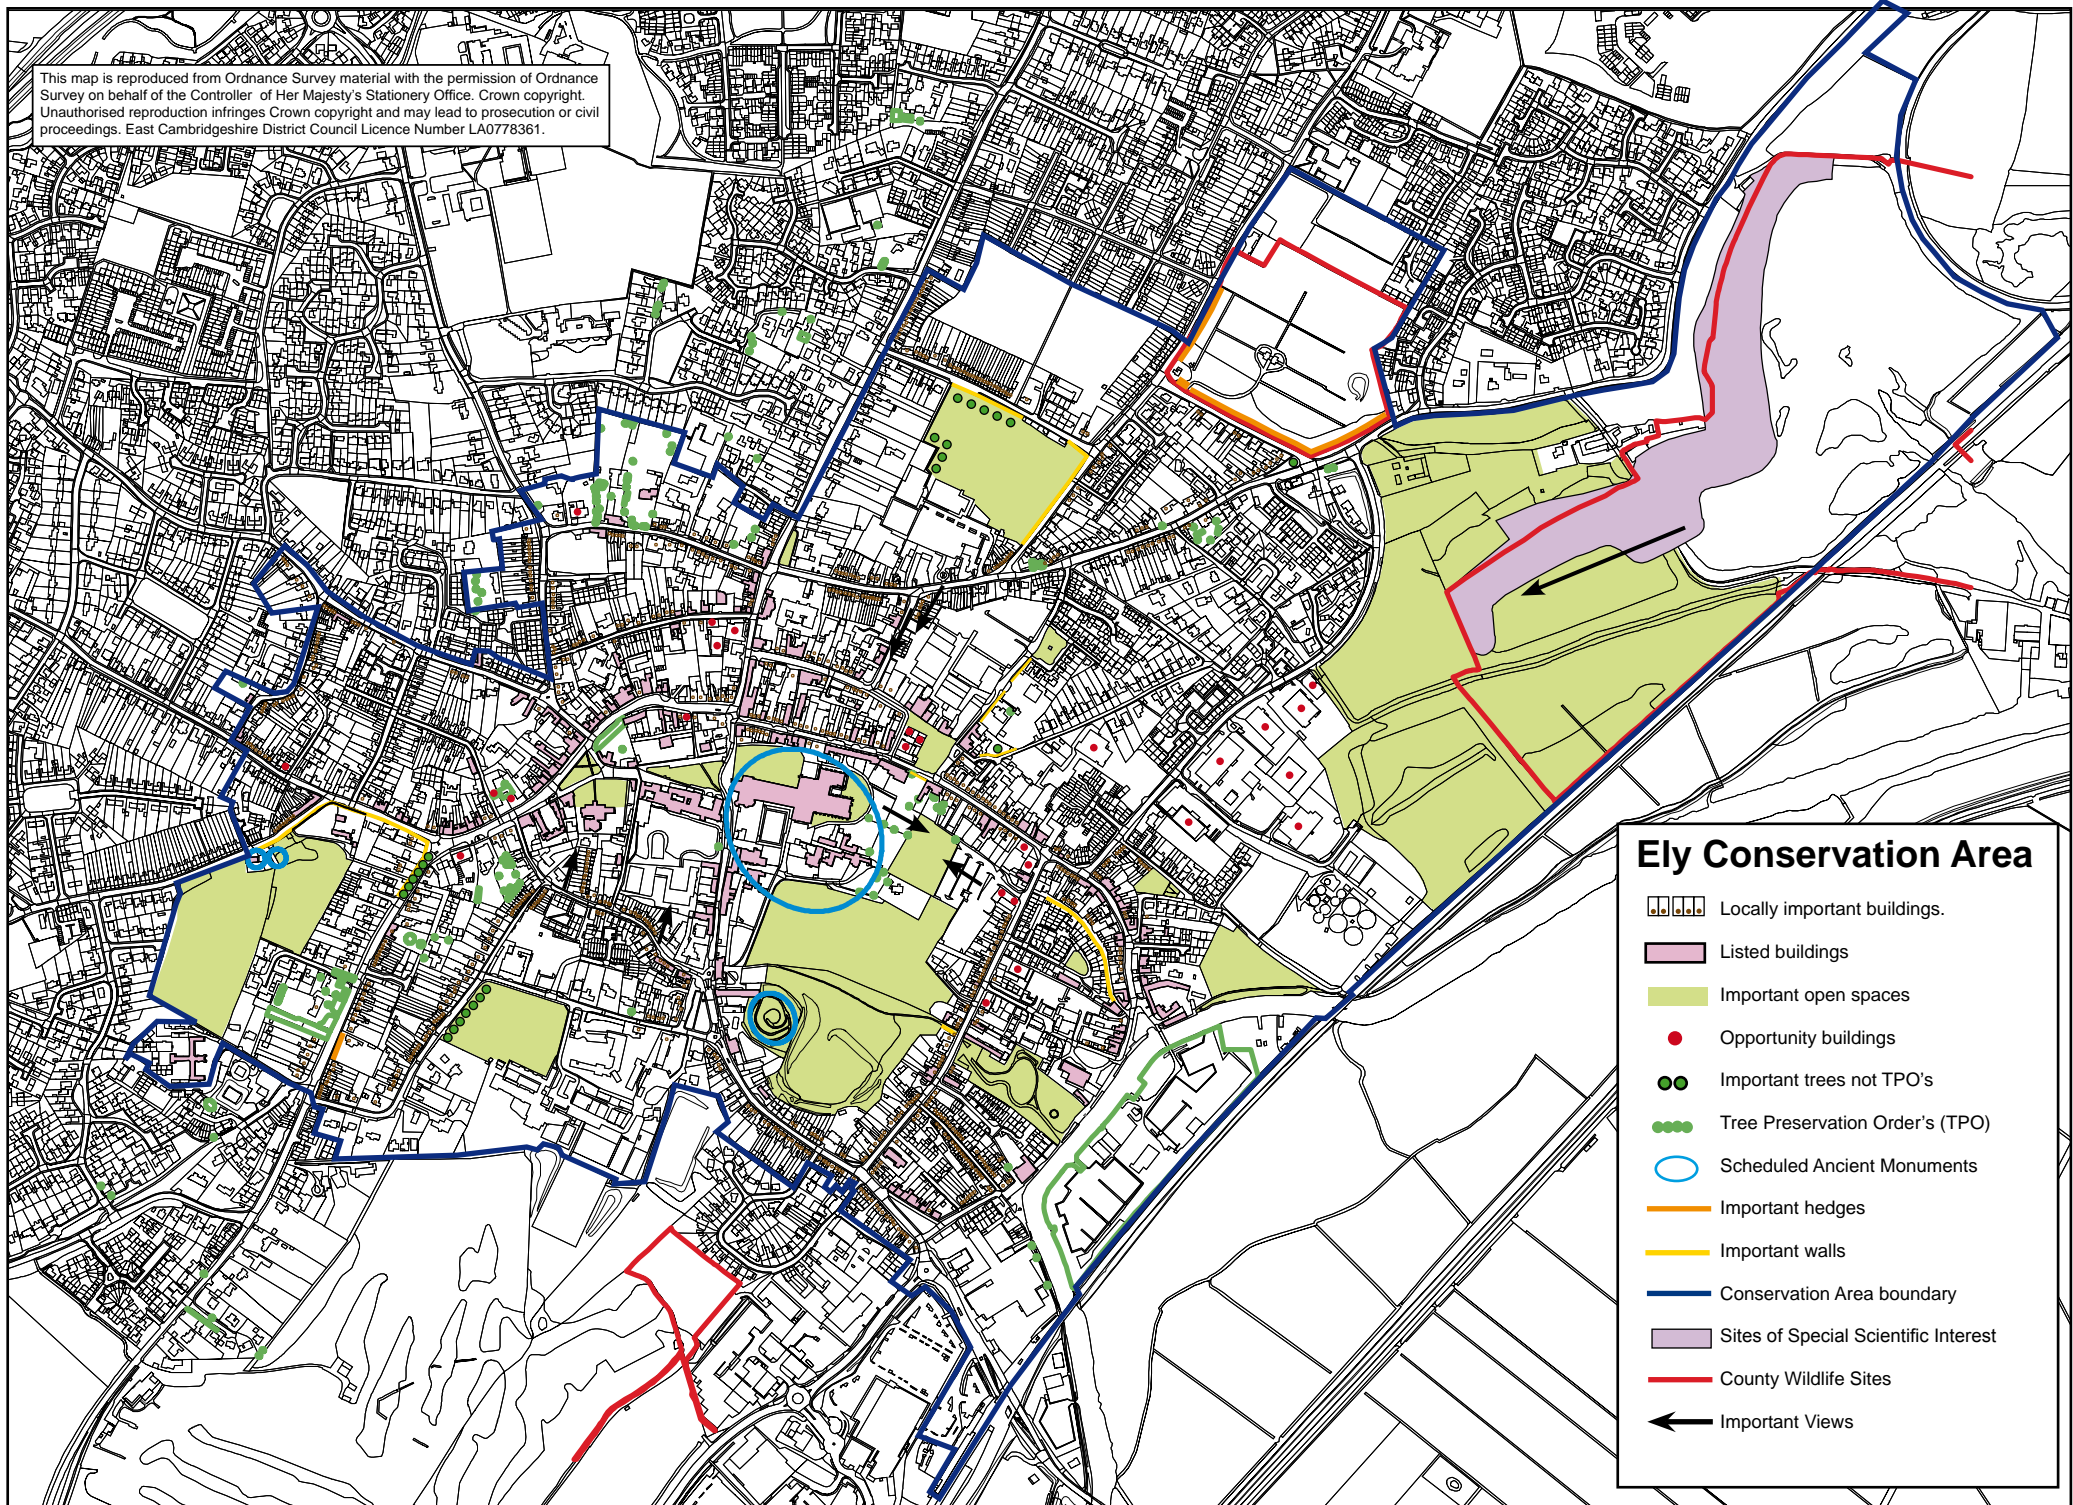 This map is reproduced from Ordnance Survey material with the permission of Ordnance
Survey on behalf of the Controller of Her Majesty's Stationery Office. Crown copyright.
Unauthorised reproduction infringes Crown copyright and may lead to prosecution or civil
proceedings. East Cambridgeshire District Council Licence Number LA0778361.
Ely Conservation Area
Locally important buildings.
Listed buildings
Important open spaces
Opportunity buildings
Important trees not TPO's
Tree Preservation Order's (TPO)
Scheduled Ancient Monuments
Important hedges
Important walls
Conservation Area boundary
Sites of Special Scientific Interest
County Wildlife Sites
Important Views